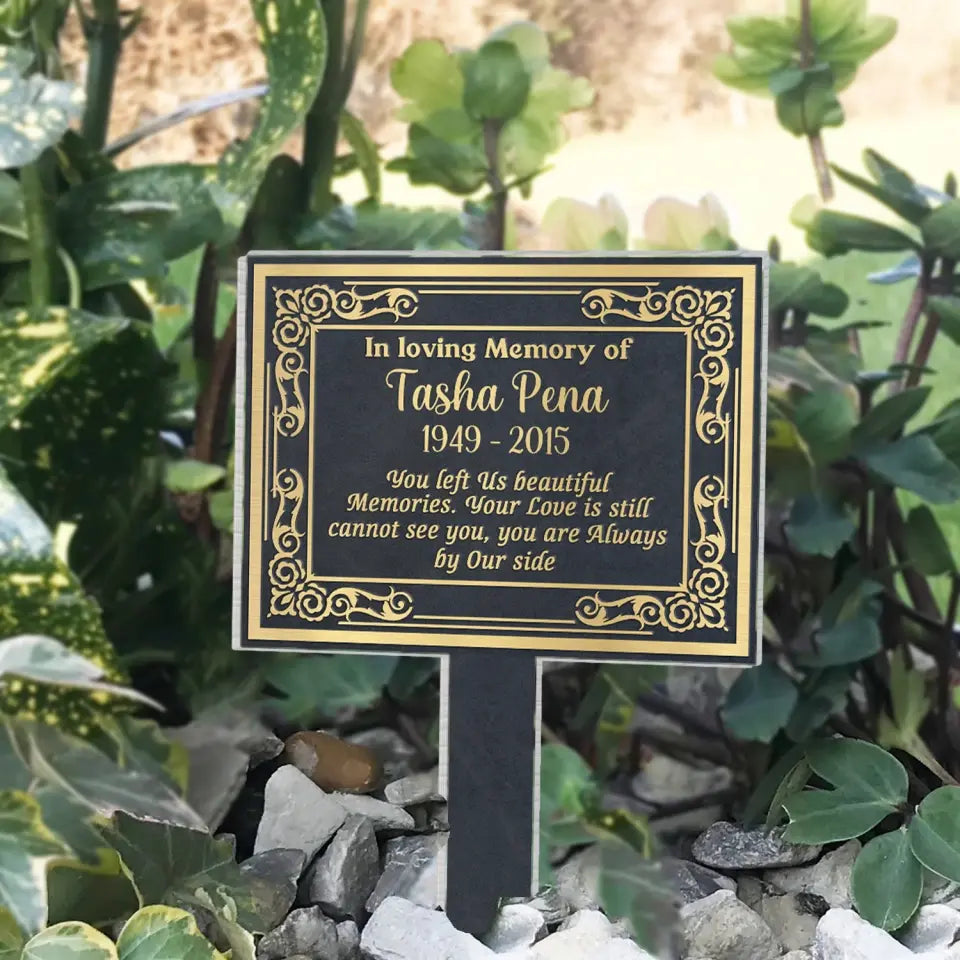 In loving Memory of
Tasha Pena
1949 - 2015
You left Us beautiful
Memories. Your Love is still
cannot see you, you are Always
by Our side